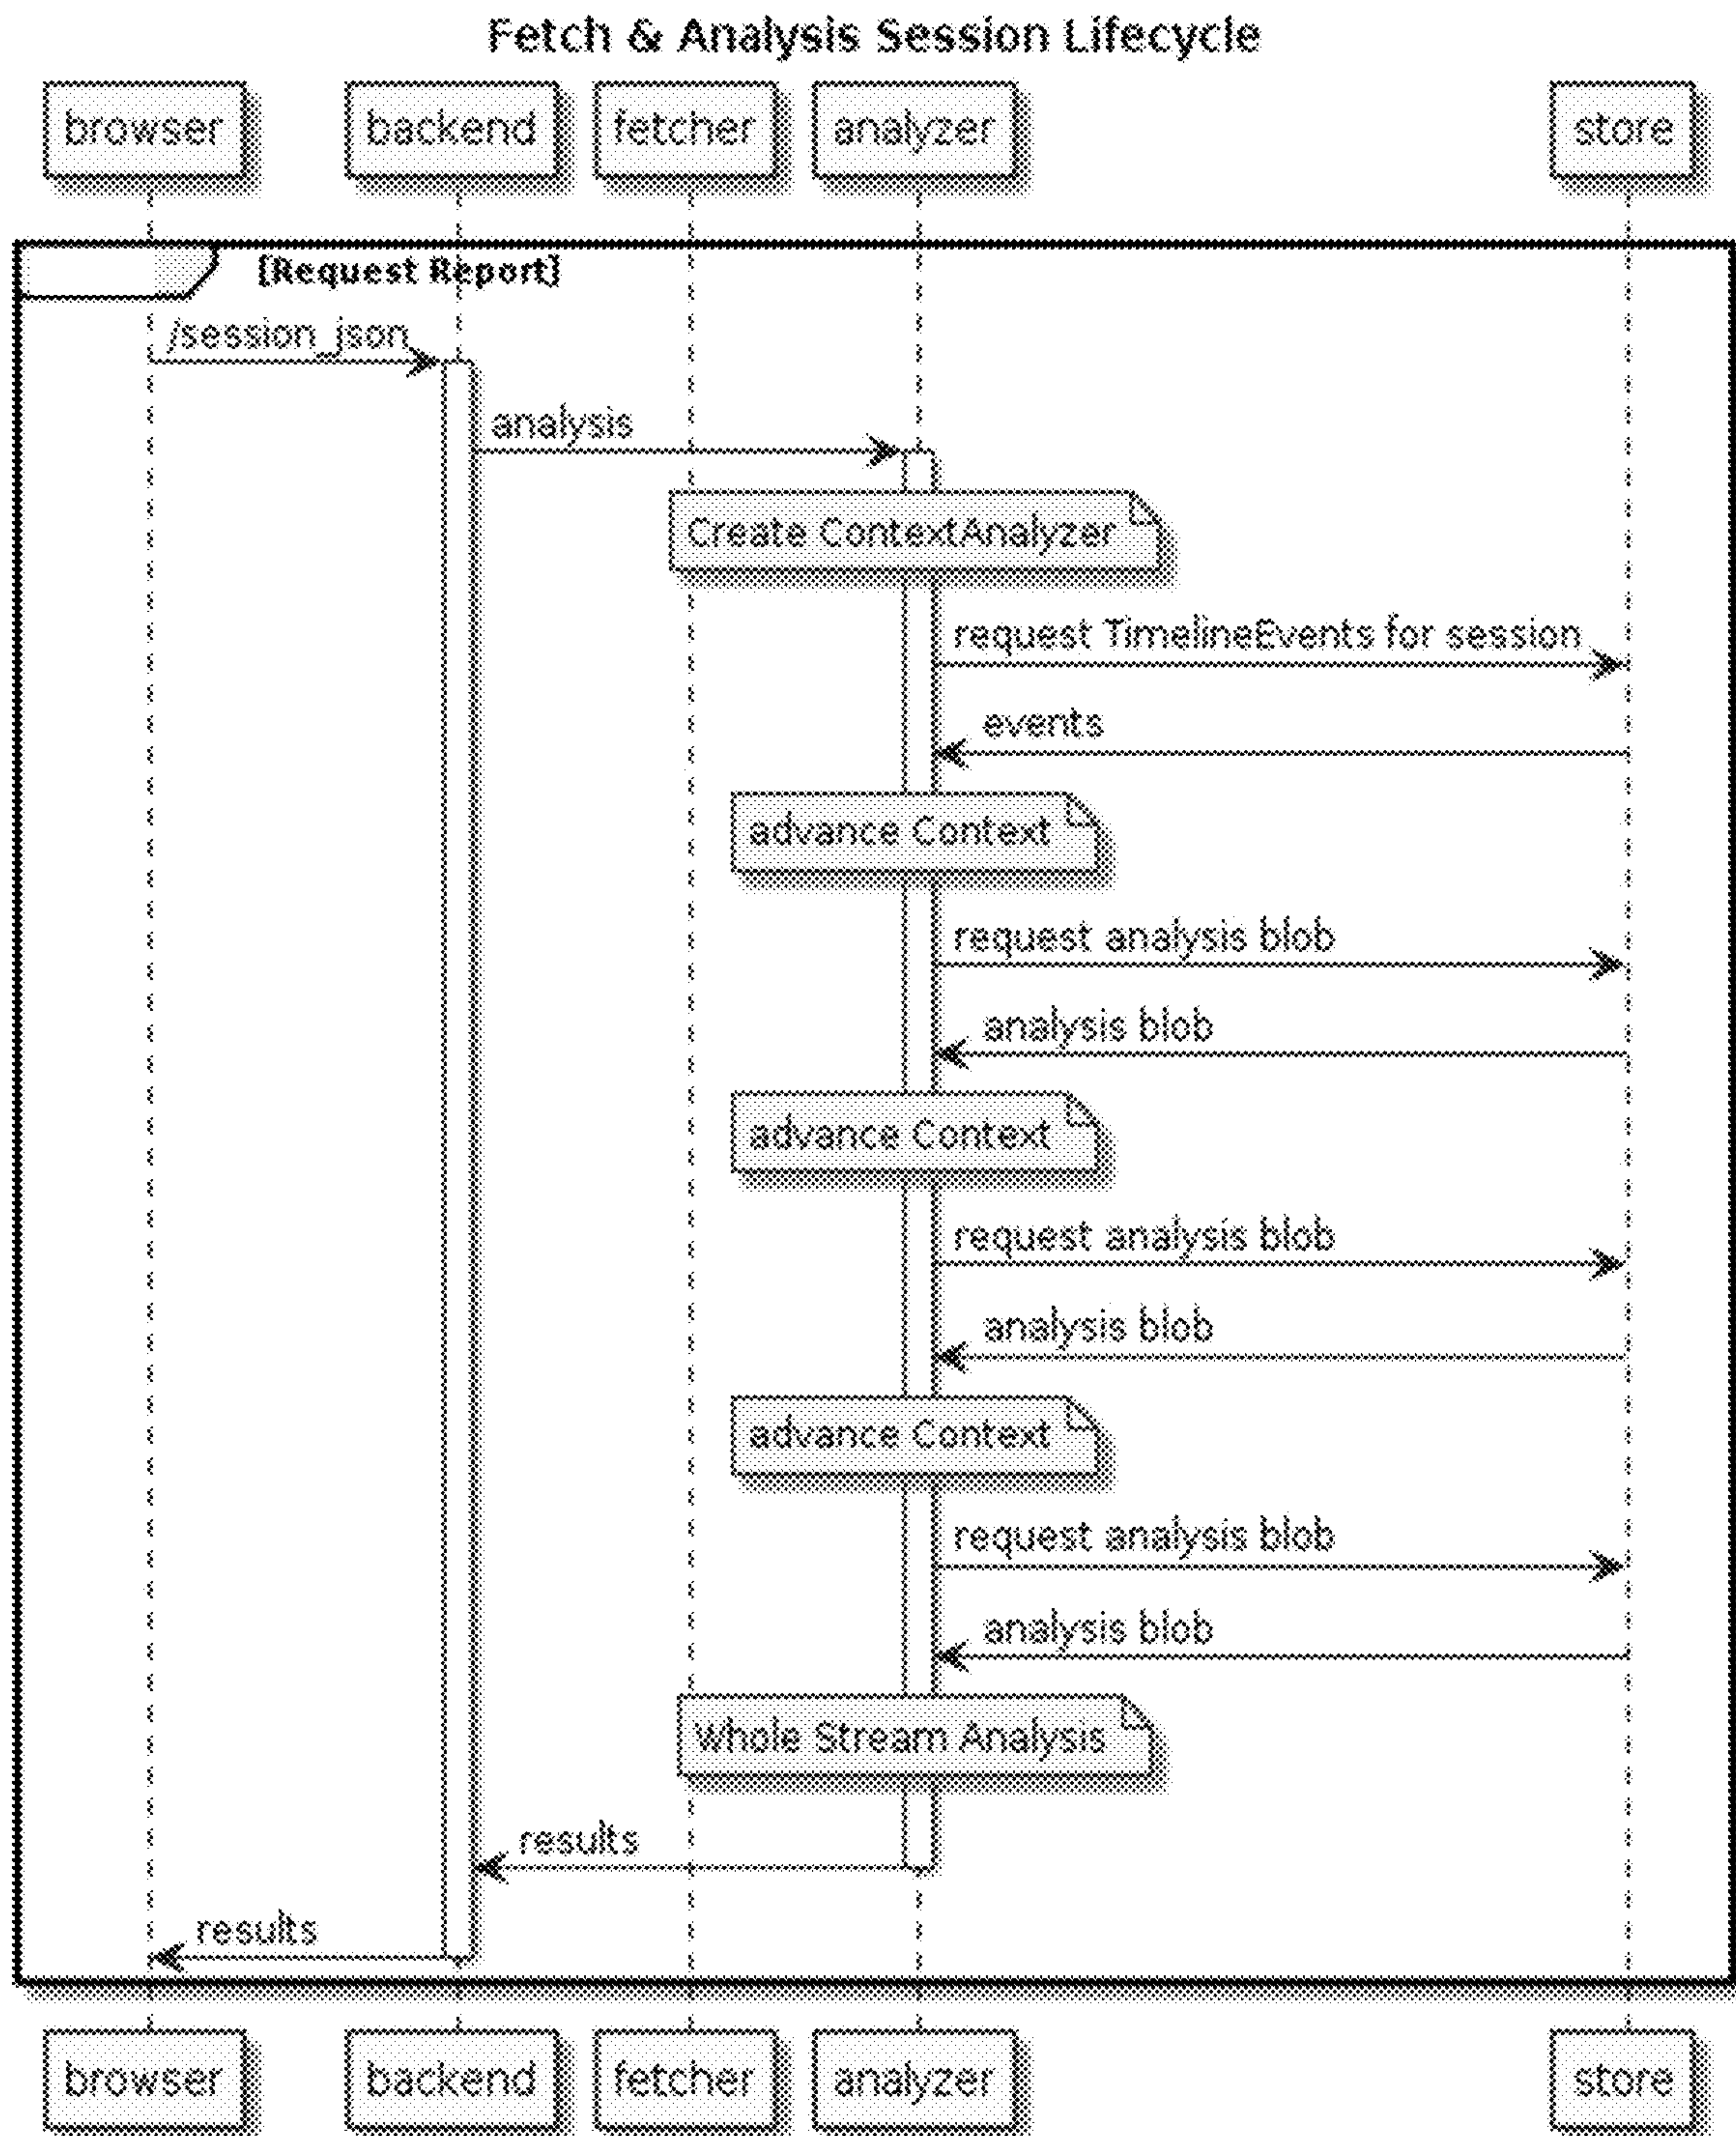 Fetch & Analysis Session Lifecycle
browser backend fetcher analyzer store
[Request Report]
/session_json
analysis
Create ContextAnalyzer
request TimelineEvents for session
events
advance Context
request analysis blob
analysis blob
advance Context
request analysis blob
analysis blob
advance Context
request analysis blob
analysis blob
Whole Stream Analysis
results
results
browser backend fetcher analyzer store